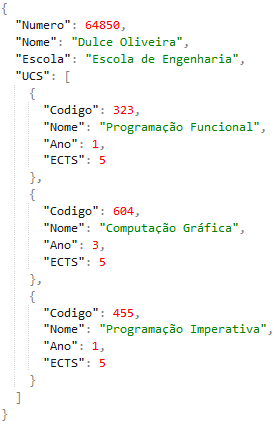 {
"Numero": 64850,
"Nome": "Dulce Oliveira",
"Escola": "Escola de Engenharia",
"UCS": [
{
"Codigo": 323,
"Nome": "Programação Funcional",
"Ano": 1,
"ECTS": 5
},
{
"Codigo": 604,
"Nome": "Computação Gráfica",
"Ano": 3,
"ECTS": 5
},
{
"Codigo": 455,
"Nome": "Programação Imperativa",
"Ano": 1,
"ECTS": 5
}
]
}